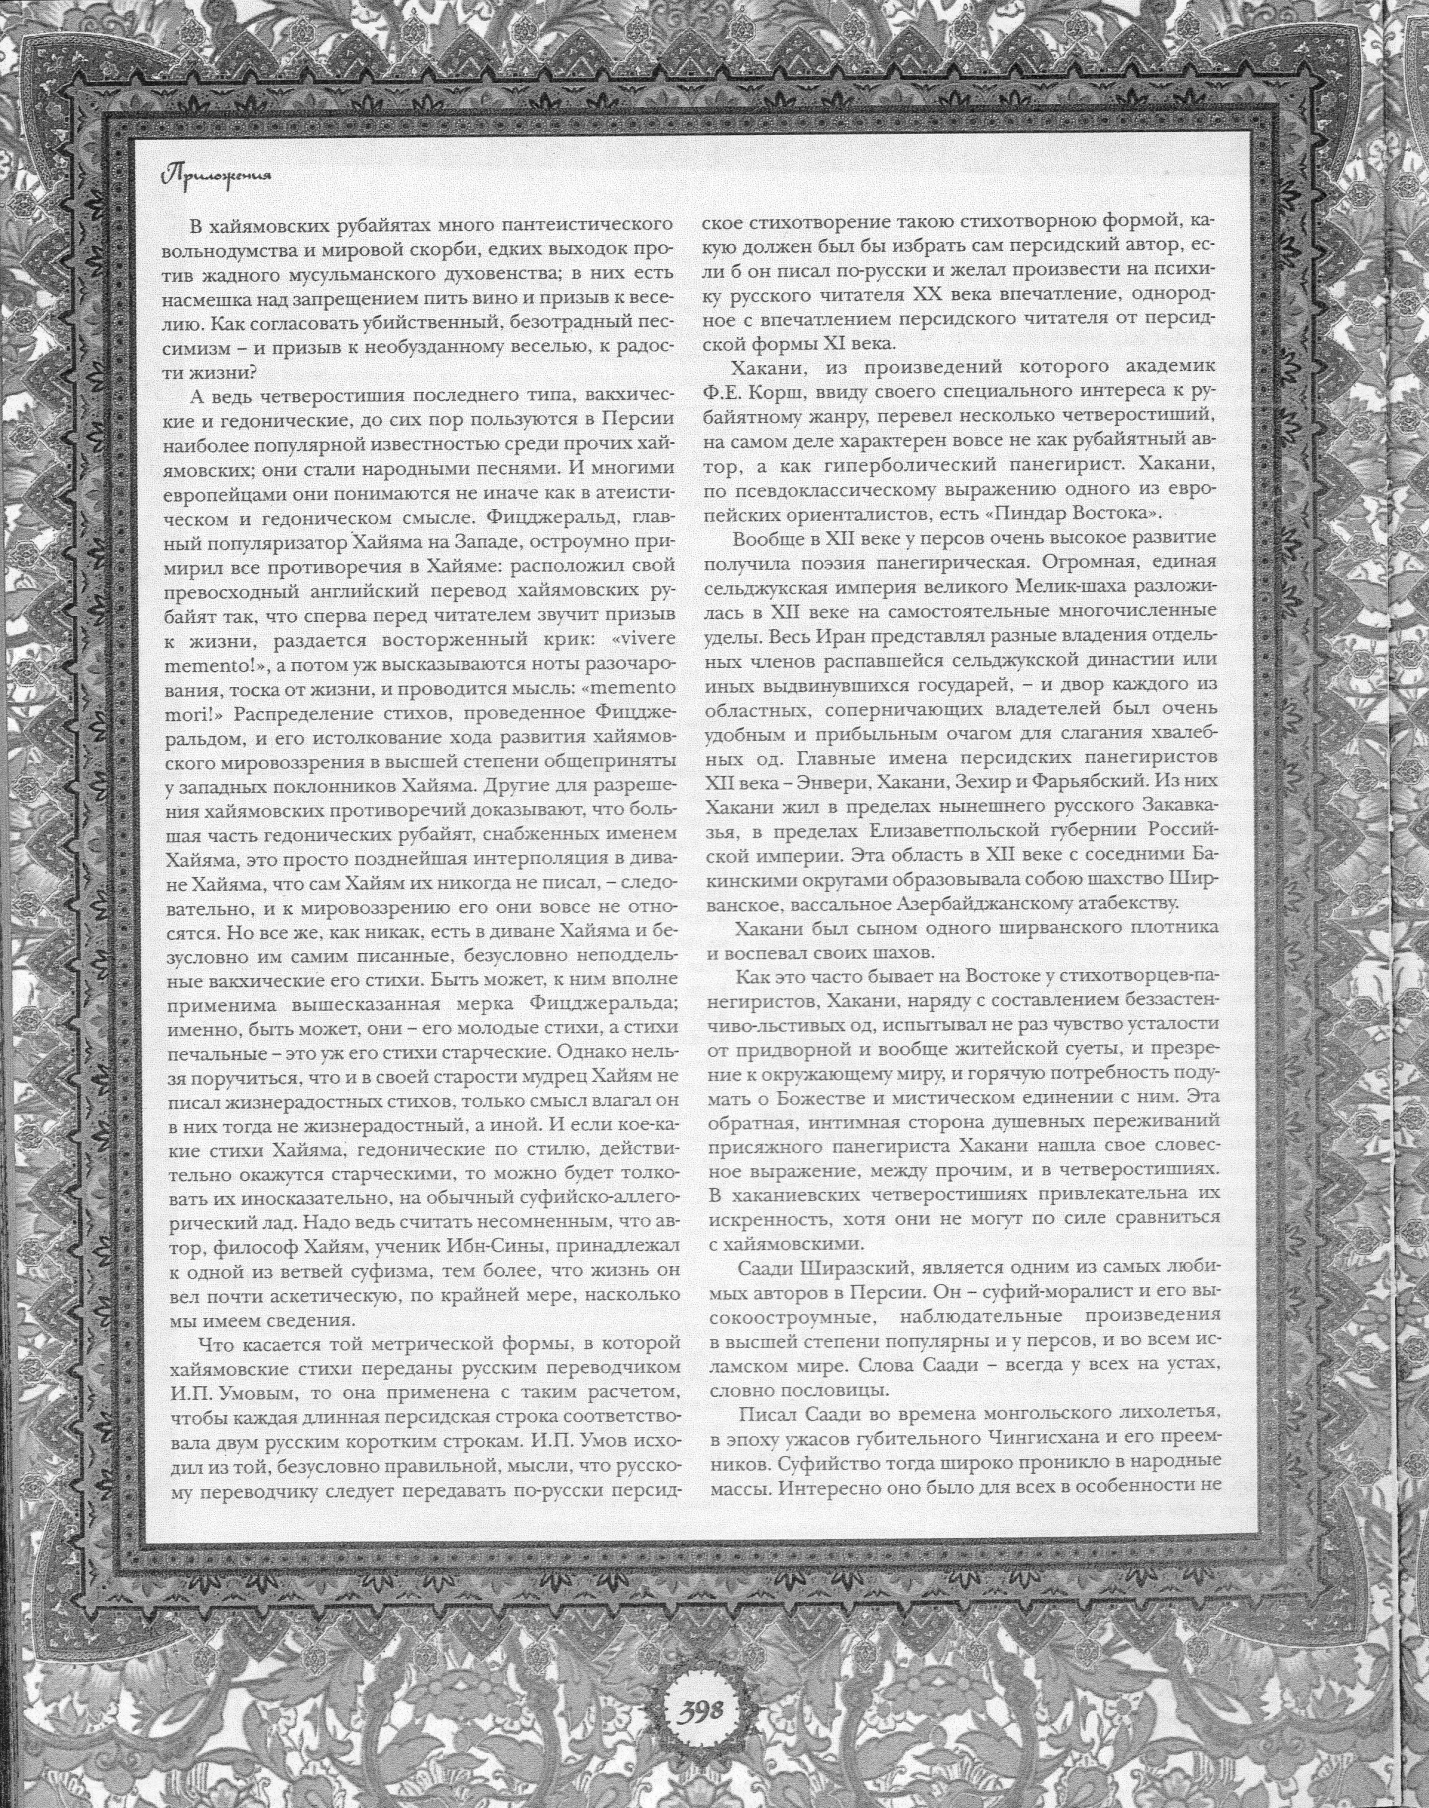 Приложения
В хайямовских рубайятах много пантеистического
вольнодумства и мировой скорби, едких выходок про-
тив жадного мусульманского духовенства; в них есть
насмешка над запрещением пить вино и призыв к весе-
лию. Как согласовать убийственный, безотрадный пес-
симизм – и призыв к необузданному веселью, к радос-
ти жизни?
А ведь четверостишия последнего типа, вакхичес-
кие и гедонические, до сих пор пользуются в Персии
наиболее популярной известностью среди прочих хай-
ямовских; они стали народными песнями. И многими
европейцами они понимаются не иначе как в атеисти-
ческом и гедоническом смысле. Фицджеральд, глав-
ный популяризатор Хайяма на Западе, остроумно при-
мирил все противоречия в Хайяме: расположил свой
превосходный английский перевод хайямовских ру-
байят так, что сперва перед читателем звучит призыв
к жизни, раздается восторженный крик: «vivere
memento!», а потом уж высказываются ноты разочаро-
вания, тоска от жизни, и проводится мысль: «memento
mori!» Распределение стихов, проведенное Фицдже-
ральдом, и его истолкование хода развития хайямов-
ского мировоззрения в высшей степени общеприняты
у западных поклонников Хайяма. Другие для разреше-
ния хайямовских противоречий доказывают, что боль-
шая часть гедонических рубайят, снабженных именем
Хайяма, это просто позднейшая интерполяция в дива-
не Хайяма, что сам Хайям их никогда не писал, – следо-
вательно, и к мировоззрению его они вовсе не отно-
сятся. Но все же, как никак, есть в диване Хайяма и бе-
зусловно им самим писанные, безусловно неподдель-
ные вакхические его стихи. Быть может, к ним вполне
применима вышесказанная мерка Фицджеральда;
именно, быть может, они – его молодые стихи, а стихи
печальные – это уж его стихи старческие. Однако нель-
зя поручиться, что и в своей старости мудрец Хайям не
писал жизнерадостных стихов, только смысл влагал он
в них тогда не жизнерадостный, а иной. И если кое-ка-
кие стихи Хайяма, гедонические по стилю, действи-
тельно окажутся старческими, то можно будет толко-
вать их иносказательно, на обычный суфийско-аллего-
рический лад. Надо ведь считать несомненным, что ав-
тор, философ Хайям, ученик Ибн-Сины, принадлежал
к одной из ветвей суфизма, тем более, что жизнь он
вел почти аскетическую, по крайней мере, насколько
мы имеем сведения.
Что касается той метрической формы, в которой
хайямовские стихи переданы русским переводчиком
И.П. Умовым, то она применена с таким расчетом,
чтобы каждая длинная персидская строка соответство-
вала двум русским коротким строкам. И.П. Умов исхо-
дил из той, безусловно правильной, мысли, что русско-
му переводчику следует передавать по-русски персид-
ское стихотворение такою стихотворною формой, ка-
кую должен был бы избрать сам персидский автор, ес-
ли б он писал по-русски и желал произвести на психи-
ку русского читателя XX века впечатление, однород-
ное с впечатлением персидского читателя от персид-
ской формы XI века.
Хакани, из произведений которого академик
Ф.Е. Корш, ввиду своего специального интереса к ру-
байятному жанру, перевел несколько четверостиший,
на самом деле характерен вовсе не как рубайятный ав-
тор, а как гиперболический панегирист. Хакани,
по псевдоклассическому выражению одного из евро-
пейских ориенталистов, есть «Пиндар Востока».
Вообще в XII веке у персов очень высокое развитие
получила поэзия панегирическая. Огромная, единая
сельджукская империя великого Мелик-шаха разложи-
лась в XII веке на самостоятельные многочисленные
уделы. Весь Иран представлял разные владения отдель-
ных членов распавшейся сельджукской династии или
иных выдвинувшихся государей, – и двор каждого из
областных, соперничающих владетелей был очень
удобным и прибыльным очагом для слагания хвалеб-
ных од. Главные имена персидских панегиристов
XII века – Энвери, Хакани, Зехир и Фарьябский. Из них
Хакани жил в пределах нынешнего русского Закавка-
зья, в пределах Елизаветпольской губернии Россий-
ской империи. Эта область в XII веке с соседними Ба-
кинскими округами образовывала собою шахство Шир-
ванское, вассальное Азербайджанскому атабекству.
Хакани был сыном одного ширванского плотника
и воспевал своих шахов.
Как это часто бывает на Востоке у стихотворцев-па-
негиристов, Хакани, наряду с составлением беззастен-
чиво-льстивых од, испытывал не раз чувство усталости
от придворной и вообще житейской суеты, и презре-
ние к окружающему миру, и горячую потребность поду-
мать о Божестве и мистическом единении с ним. Эта
обратная, интимная сторона душевных переживаний
присяжного панегириста Хакани нашла свое словес-
ное выражение, между прочим, и в четверостишиях.
В хаканиевских четверостишиях привлекательна их
искренность, хотя они не могут по силе сравниться
с хайямовскими.
Саади Ширазский, является одним из самых люби-
мых авторов в Персии. Он – суфий-моралист и его вы-
сокоостроумные, наблюдательные произведения
в высшей степени популярны и у персов, и во всем ис-
ламском мире. Слова Саади – всегда у всех на устах,
словно пословицы.
Писал Саади во времена монгольского лихолетья,
в эпоху ужасов губительного Чингисхана и его преем-
ников. Суфийство тогда широко проникло в народные
массы. Интересно оно было для всех в особенности не
398